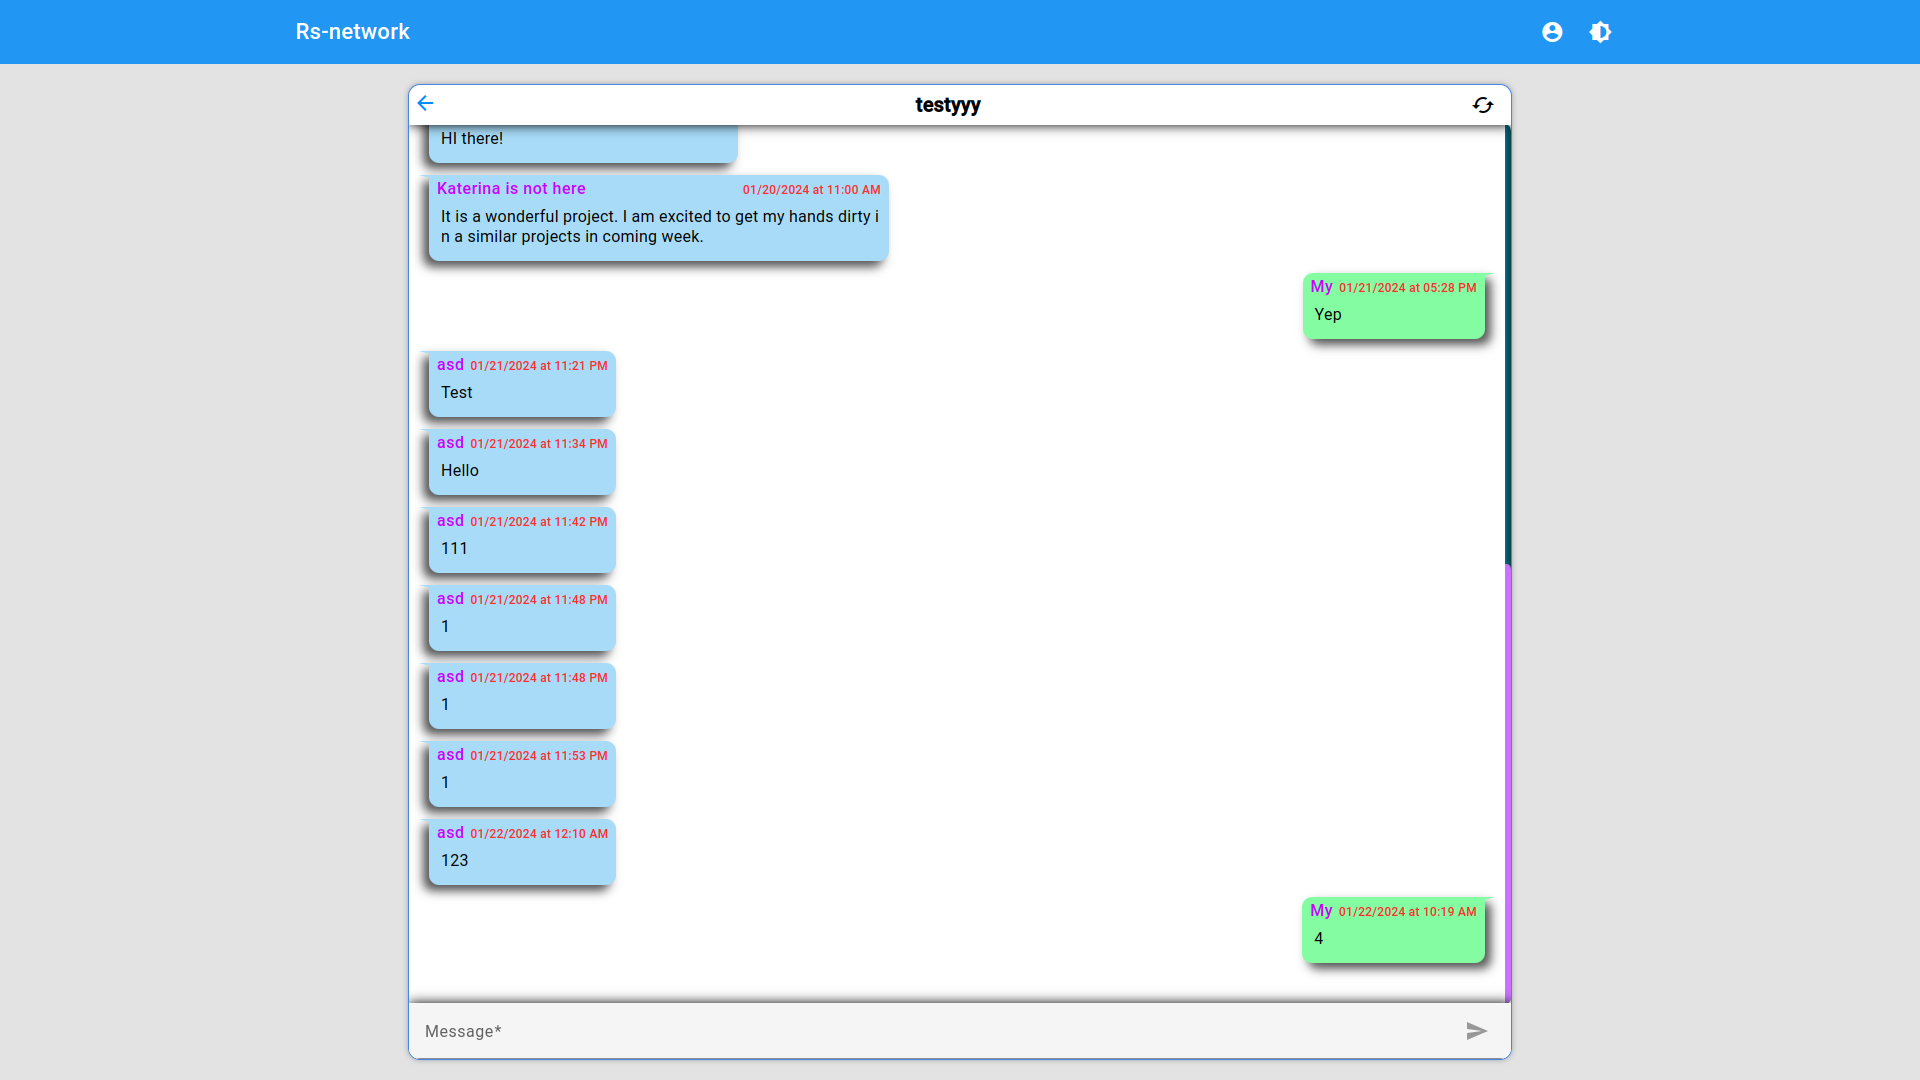 Rs-network
testyyy
HI there!
Katerina is not here 01/20/2024 at 11:00 AM
It is a wonderful project. I am excited to get my hands dirty i
n a similar projects in coming week.
My 01/21/2024 at 05:28 PM
Yep
asd 01/21/2024 at 11:21 PM
Test
asd 01/21/2024 at 11:34 PM
Hello
asd 01/21/2024 at 11:42 PM
111
asd 01/21/2024 at 11:48 PM
1
asd 01/21/2024 at 11:48 PM
1
asd 01/21/2024 at 11:53 PM
1
asd 01/22/2024 at 12:10 AM
123
My 01/22/2024 at 10:19 AM
4
Message*